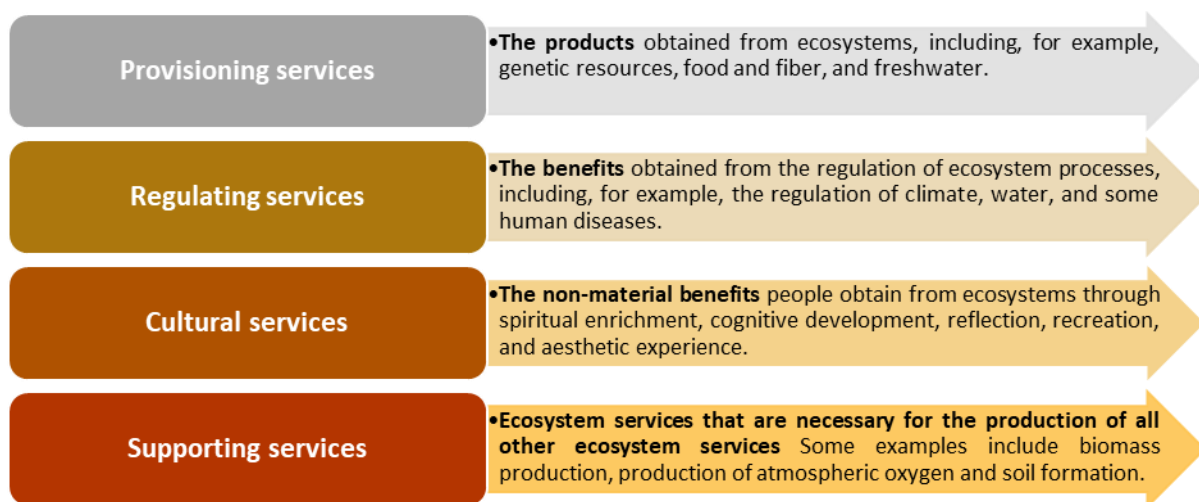 Provisioning services
•The products obtained from ecosystems, including, for example,
genetic resources, food and fiber, and freshwater.
Regulating services
•The benefits obtained from the regulation of ecosystem processes,
including, for example, the regulation of climate, water, and some
human diseases.
Cultural services
•The non-material benefits people obtain from ecosystems through
spiritual enrichment, cognitive development, reflection, recreation,
and aesthetic experience.
Supporting services
•Ecosystem services that are necessary for the production of all
other ecosystem services Some examples include biomass
production, production of atmospheric oxygen and soil formation.